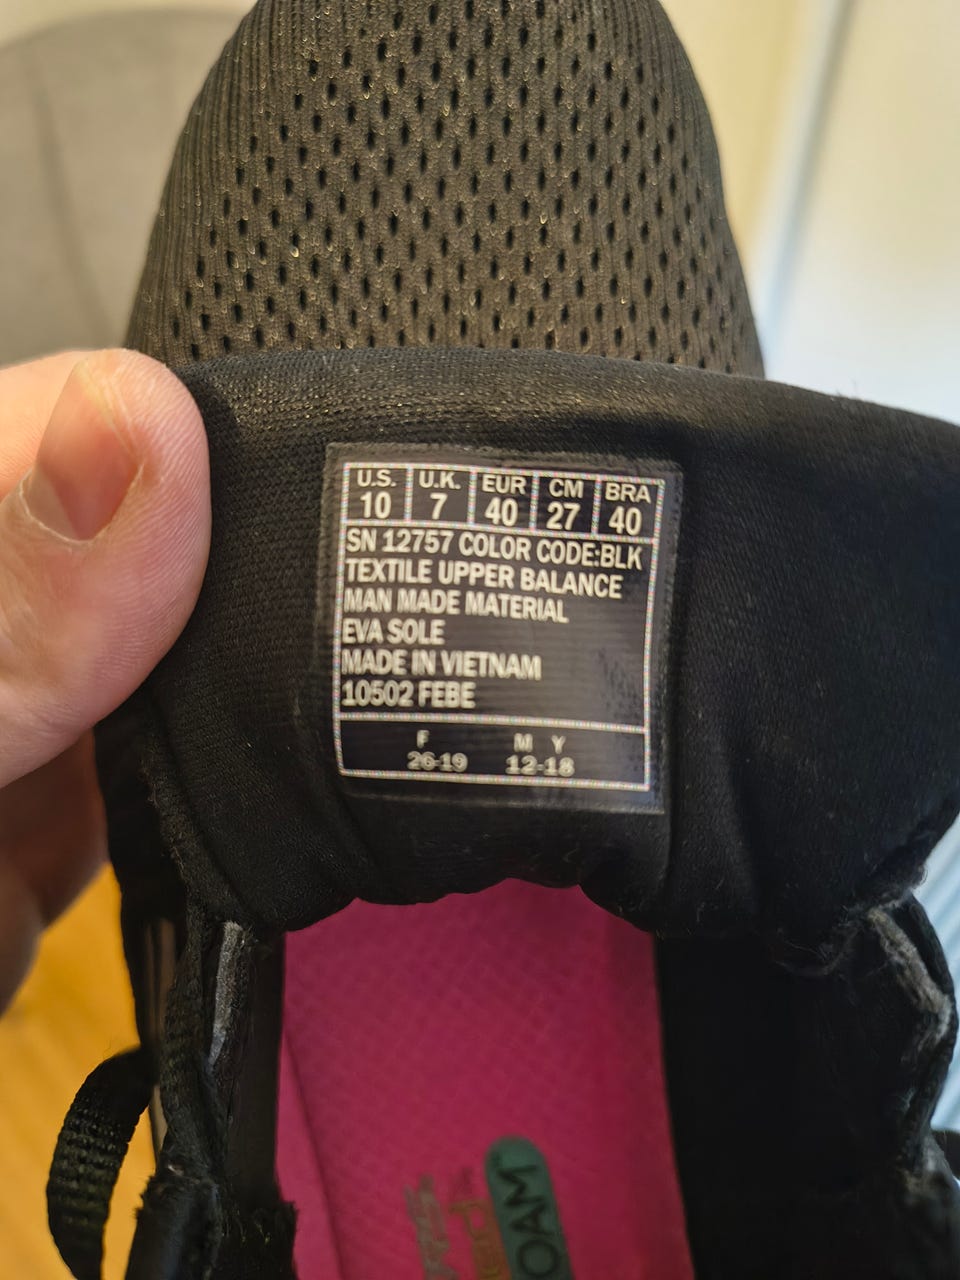 U.S. U.K. EUR CM BRA
10 7 40 27 40
SN 12757 COLOR CODE:BLK
TEXTILE UPPER BALANCE
MAN MADE MATERIAL
EVA SOLE
MADE IN VIETNAM
10502 FEBE
F M Y
26-19 12-18
OAM